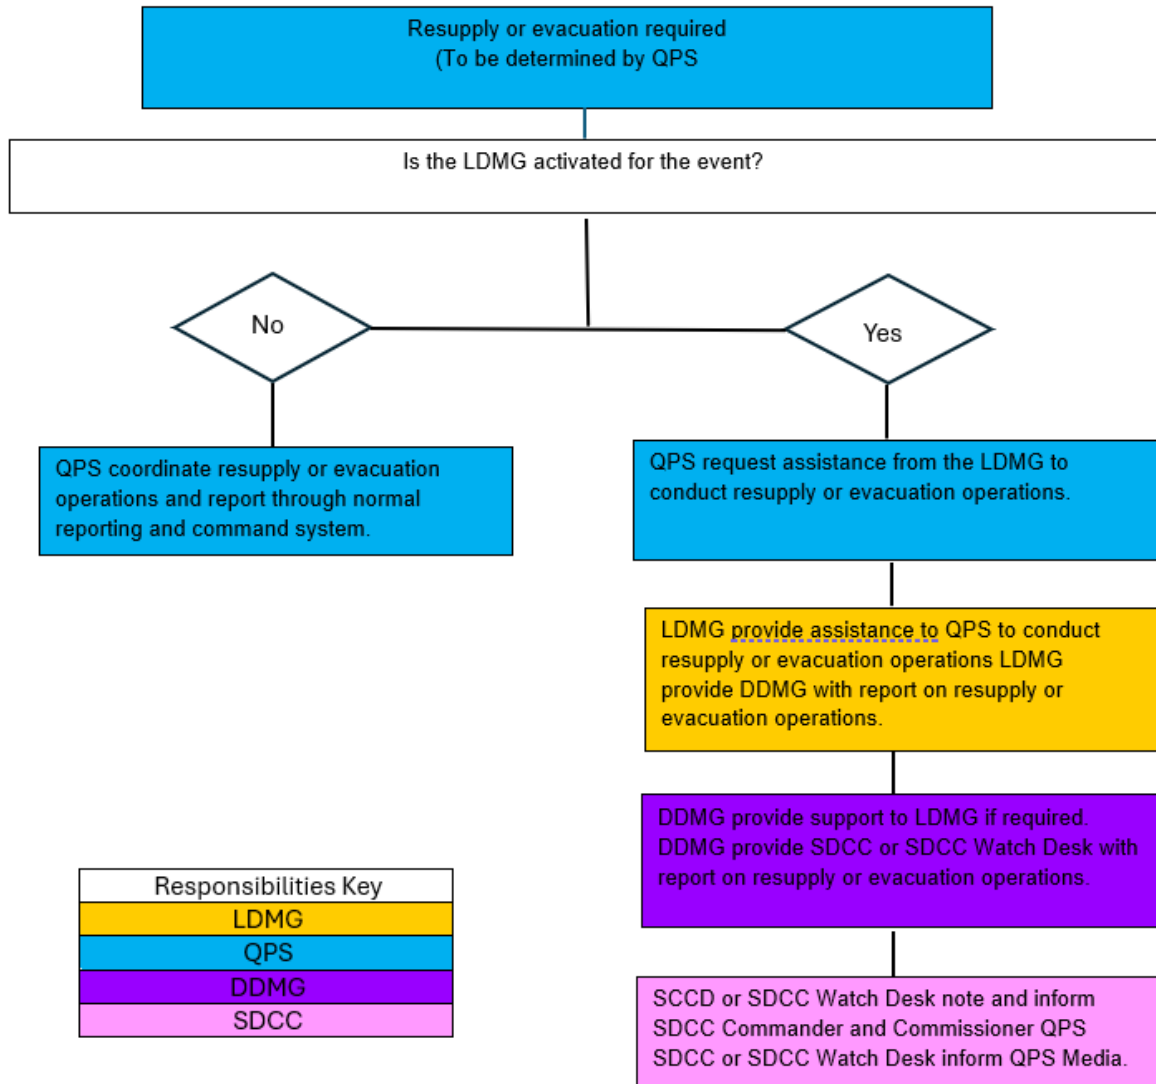 Resupply or evacuation required
(To be determined by QPS
Is the LDMG activated for the event?
No
Yes
QPS coordinate resupply or evacuation
operations and report through normal
reporting and command system.
QPS request assistance from the LDMG to
conduct resupply or evacuation operations.
LDMG provide assistance to QPS to conduct
resupply or evacuation operations LDMG
provide DDMG with report on resupply or
evacuation operations.
DDMG provide support to LDMG if required.
DDMG provide SDCC or SDCC Watch Desk with
report on resupply or evacuation operations.
Responsibilities Key
LDMG
QPS
DDMG
SDCC
SCCD or SDCC Watch Desk note and inform
SDCC Commander and Commissioner QPS
SDCC or SDCC Watch Desk inform QPS Media.